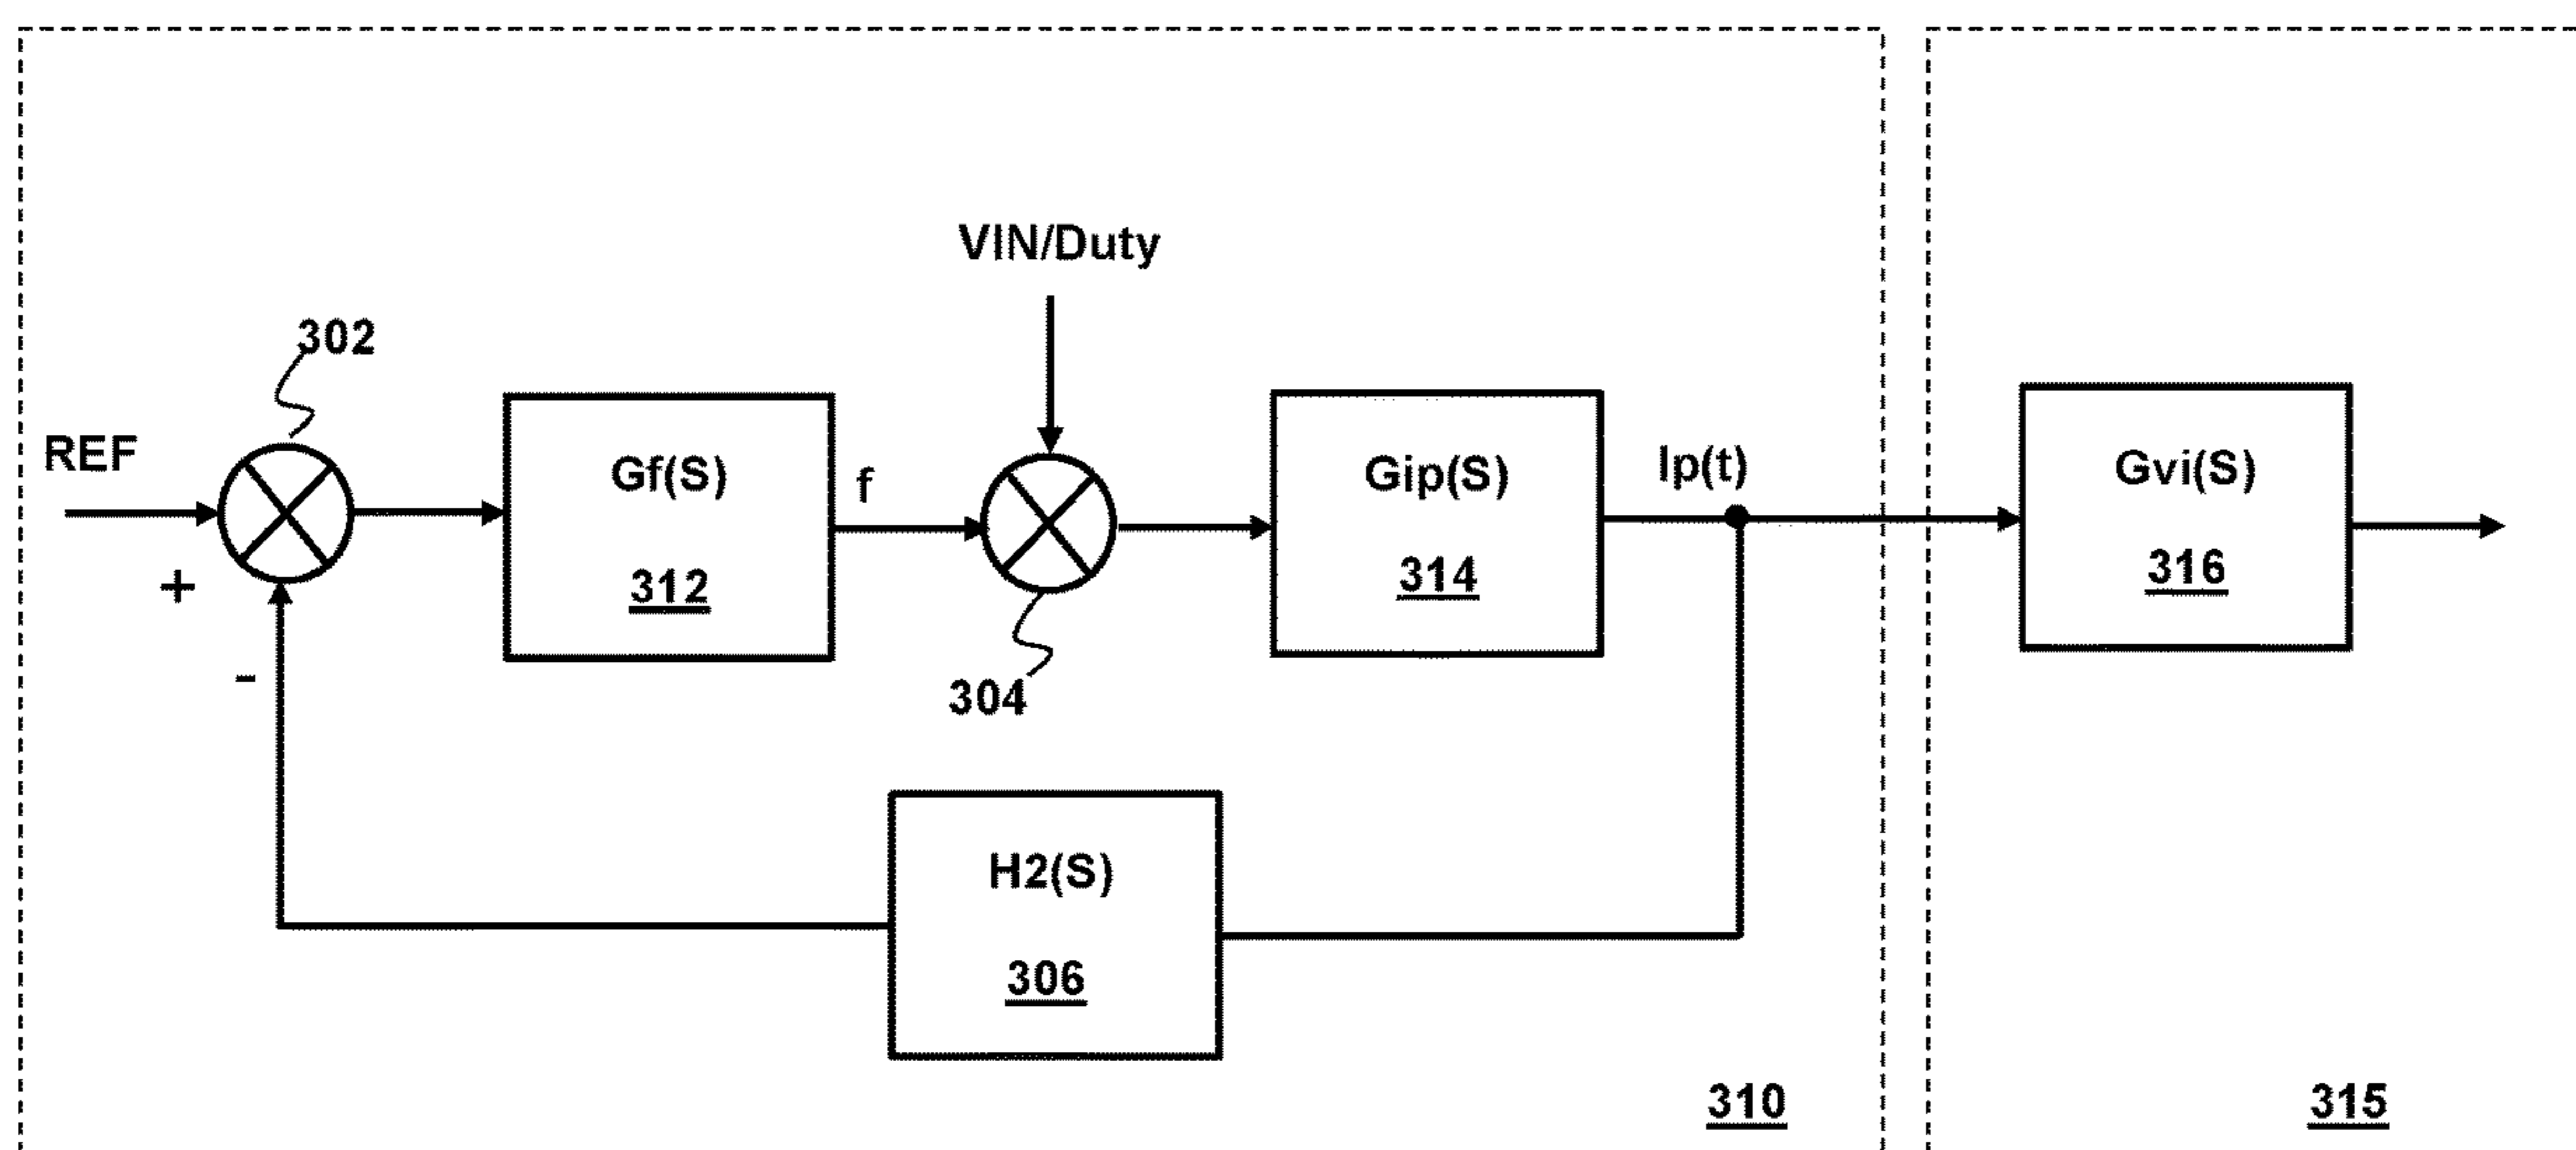 VIN/Duty
302
REF
+
-
Gf(S)
312
f
304
Gip(S)
314
Ip(t)
Gvi(S)
316
H2(S)
306
310
315